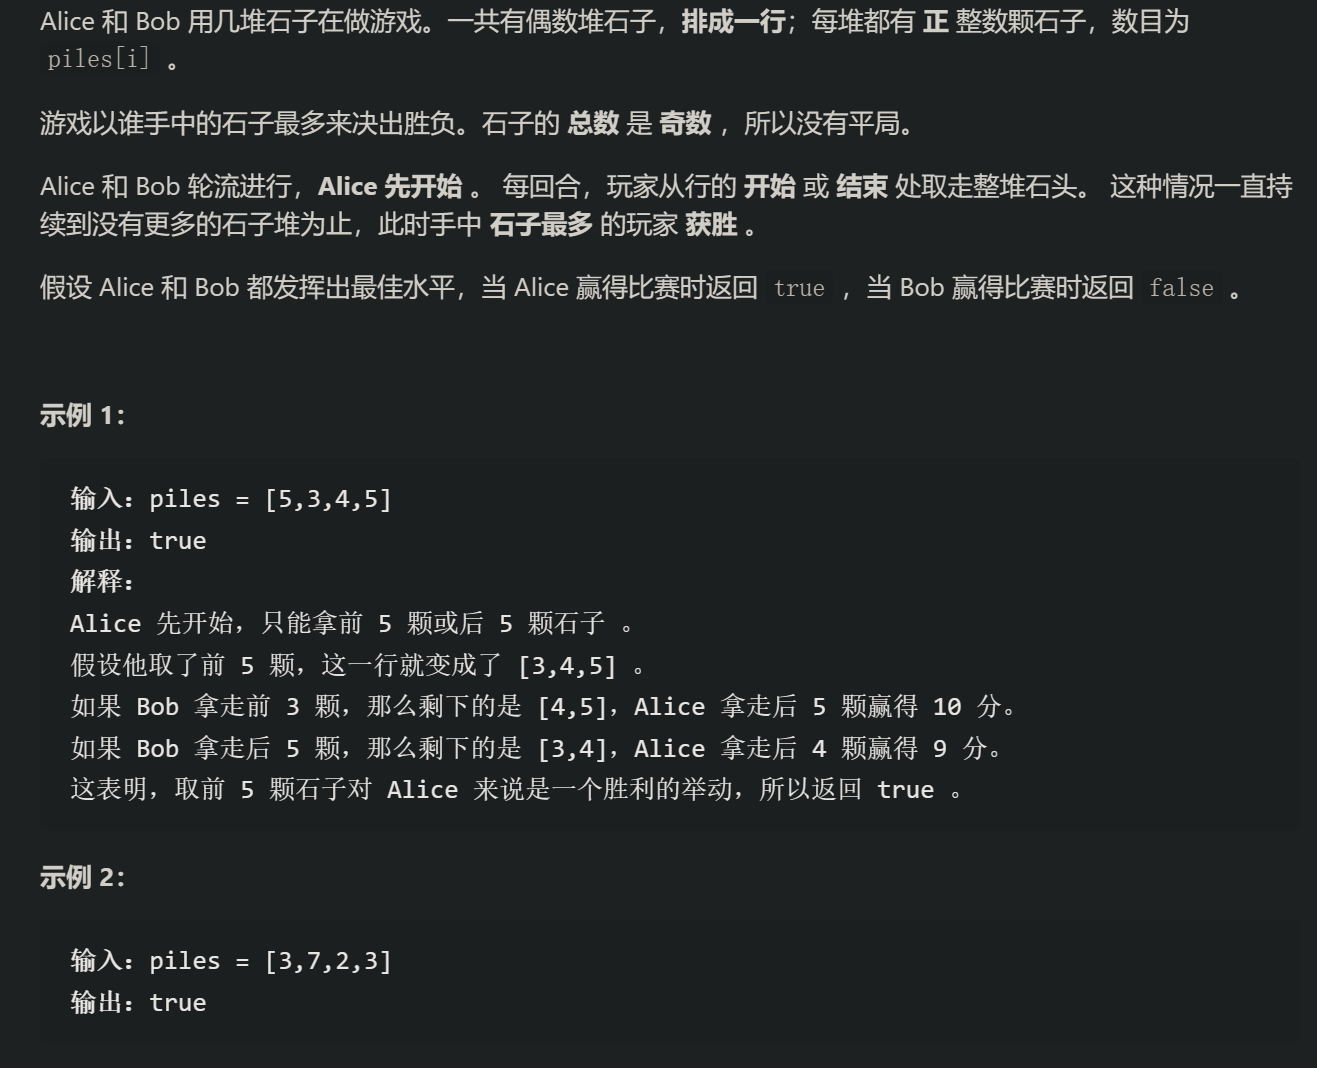 Alice 和 Bob 用几堆石子在做游戏。一共有偶数堆石子，排成一行；每堆都有 正 整数颗石子，数目为
piles[i] 。
游戏以谁手中的石子最多来决出胜负。石子的 总数 是 奇数 ，所以没有平局。
Alice 和 Bob 轮流进行，Alice 先开始 。 每回合，玩家从行的 开始 或 结束 处取走整堆石头。 这种情况一直持
续到没有更多的石子堆为止，此时手中 石子最多 的玩家 获胜 。
假设 Alice 和 Bob 都发挥出最佳水平，当 Alice 赢得比赛时返回 true ，当 Bob 赢得比赛时返回 false 。
示例 1：
输入：piles = [5,3,4,5]
输出：true
解释：
Alice 先开始，只能拿前 5 颗或后 5 颗石子 。
假设他取了前 5 颗，这一行就变成了 [3,4,5] 。
如果 Bob 拿走前 3 颗，那么剩下的是 [4,5]，Alice 拿走后 5 颗赢得 10 分。
如果 Bob 拿走后 5 颗，那么剩下的是 [3,4]，Alice 拿走后 4 颗赢得 9 分。
这表明，取前 5 颗石子对 Alice 来说是一个胜利的举动，所以返回 true 。
示例 2：
输入：piles = [3,7,2,3]
输出：true